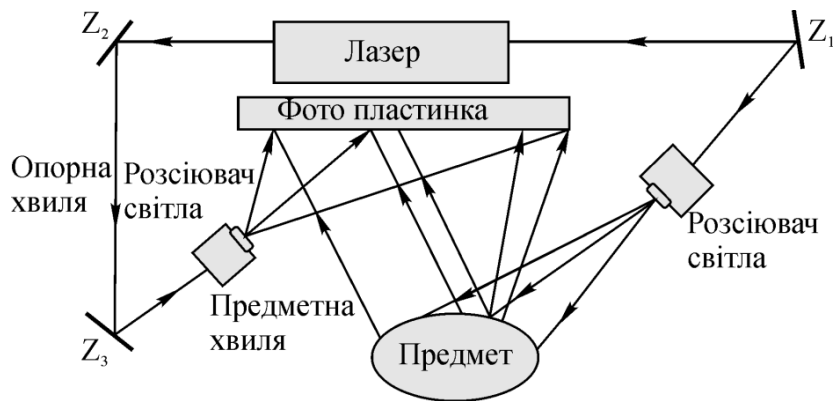 Z₂
Лазер
Z₁
Фото пластинка
Опорна
хвиля
Розсіювач
світла
Розсіювач
світла
Предметна
хвиля
Z₃
Предмет